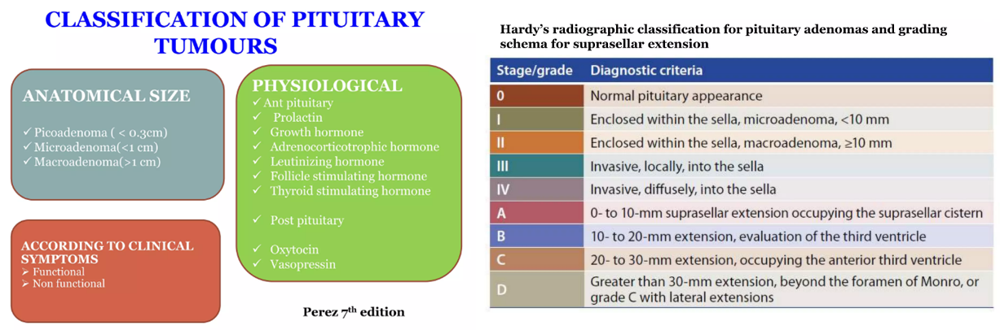 CLASSIFICATION OF PITUITARY
TUMOURS
ANATOMICAL SIZE
✓ Picoadenoma ( < 0.3cm)
✓ Microadenoma(<1 cm)
✓ Macroadenoma(>1 cm)
ACCORDING TO CLINICAL
SYMPTOMS
➢ Functional
➢ Non functional
PHYSIOLOGICAL
✓ Ant pituitary
✓ Prolactin
✓ Growth hormone
✓ Adrenocorticotrophic hormone
✓ Leutinizing hormone
✓ Follicle stimulating hormone
✓ Thyroid stimulating hormone
✓ Post pituitary
✓ Oxytocin
✓ Vasopressin
Perez 7th edition
Hardy's radiographic classification for pituitary adenomas and grading
schema for suprasellar extension
Stage/grade Diagnostic criteria
0 Normal pituitary appearance
I Enclosed within the sella, microadenoma, <10 mm
II Enclosed within the sella, macroadenoma, ≥10 mm
III Invasive, locally, into the sella
IV Invasive, diffusely, into the sella
A 0- to 10-mm suprasellar extension occupying the suprasellar cistern
B 10- to 20-mm extension, evaluation of the third ventricle
C 20- to 30-mm extension, occupying the anterior third ventricle
D Greater than 30-mm extension, beyond the foramen of Monro, or
grade C with lateral extensions